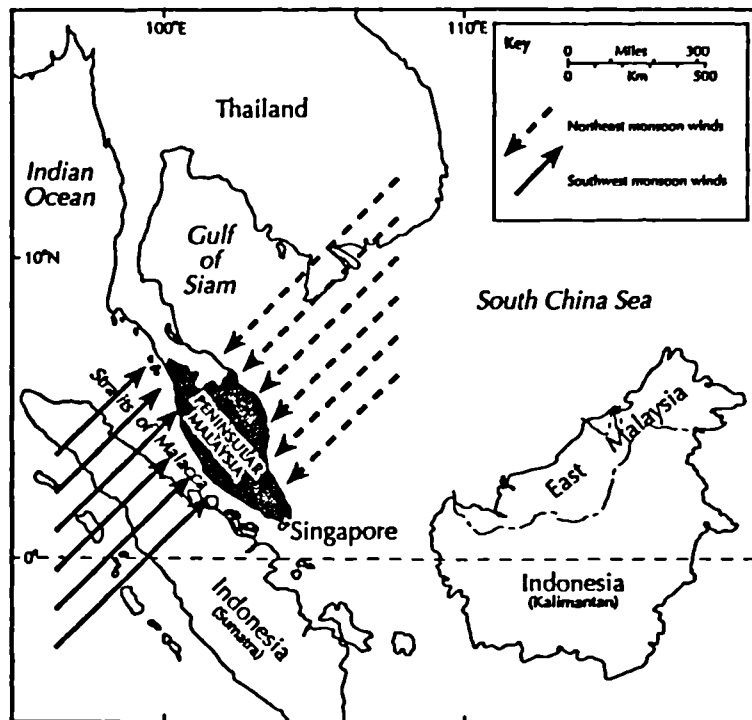 100°E
110°E
Key
0 Miles 300
0 Km 500
Northeast monsoon winds
Southwest monsoon winds
Thailand
Indian
Ocean
Gulf
of
Siam
10°N
South China Sea
Straits of Malacca
PENINSULAR
MALAYSIA
East Malaysia
Singapore
0°
Indonesia
(Sumatra)
Indonesia
(Kalimantan)